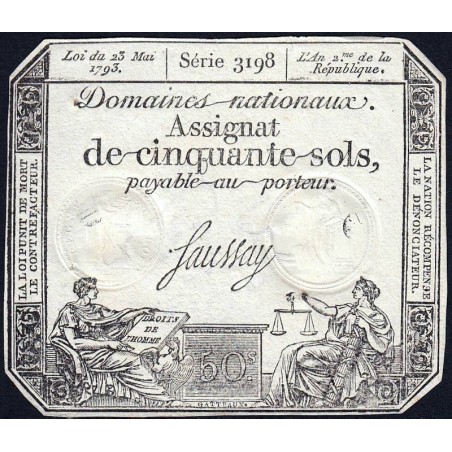 Loi du 23 Mai
1793.
Série 3198
L'An 2.me de la
République.
Domaines nationaux.
Assignat
de cinquante sols,
payable au porteur.
LA LOI PUNIT DE MORT
LE CONTREFACTEUR.
LA NATION RÉCOMPENSE
LE DÉNONCIATEUR.
Saussay
DROITS
DE
L'HOMME
50.s
GATTEAUX